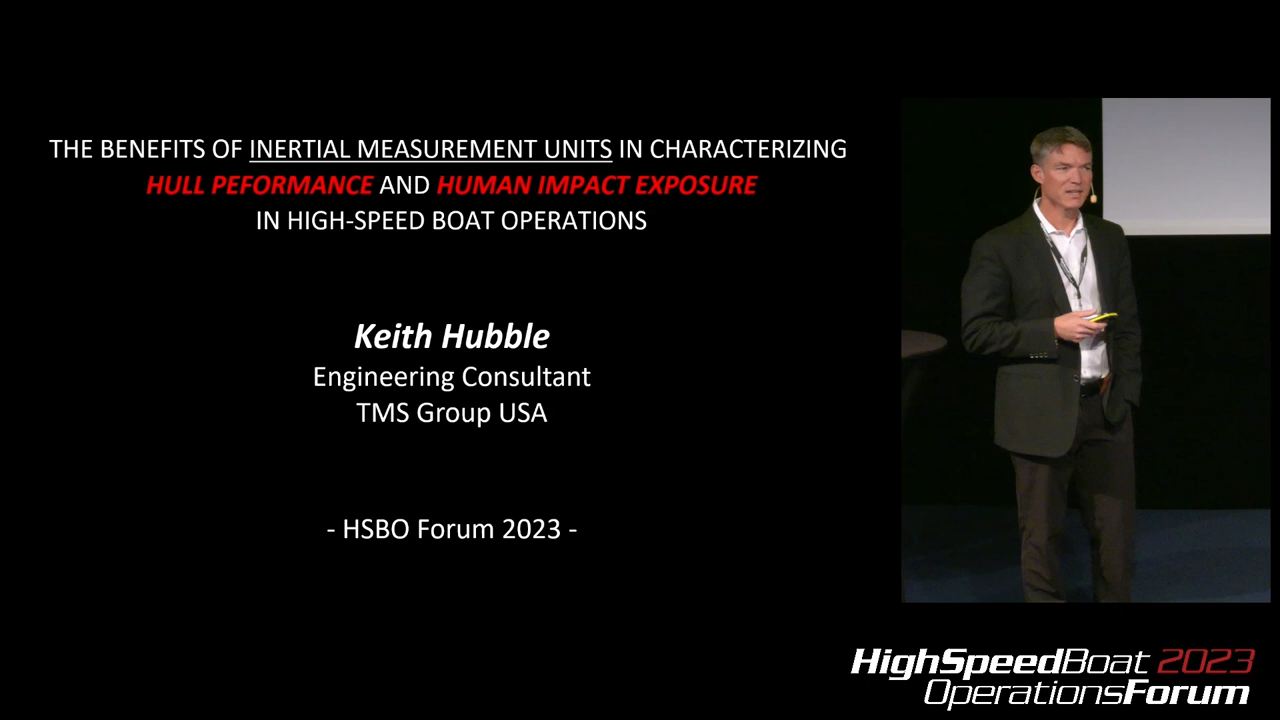 THE BENEFITS OF INERTIAL MEASUREMENT UNITS IN CHARACTERIZING
HULL PEFORMANCE AND HUMAN IMPACT EXPOSURE
IN HIGH-SPEED BOAT OPERATIONS
Keith Hubble
Engineering Consultant
TMS Group USA
- HSBO Forum 2023 -
HighSpeedBoat 2023
OperationsForum